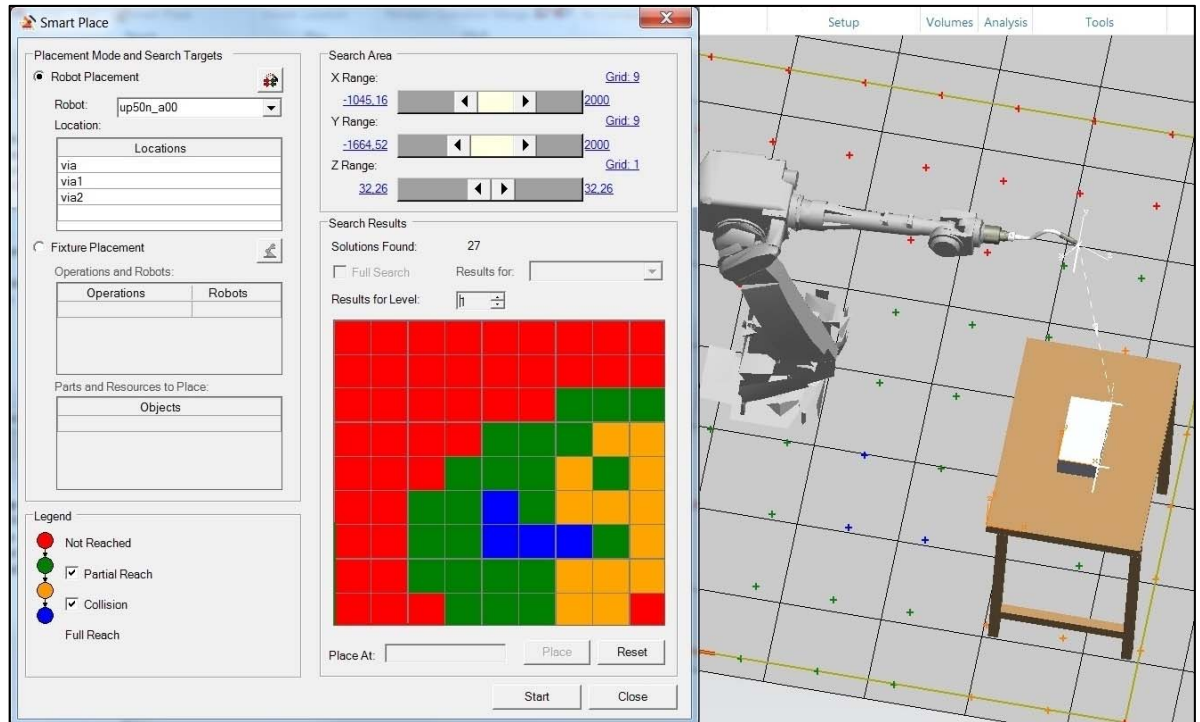 Smart Place
Setup
Volumes
Analysis
Tools
Placement Mode and Search Targets
Robot Placement
Robot:
up50n_a00
Location:
Locations
via
via1
via2
Fixture Placement
Operations and Robots:
Operations
Robots
Parts and Resources to Place:
Objects
Legend
Not Reached
Partial Reach
Collision
Full Reach
Search Area
X Range:
Grid: 9
-1045,16
2000
Y Range:
Grid: 9
-1664,52
2000
Z Range:
Grid: 1
32,26
32,26
Search Results
Solutions Found:
27
Full Search
Results for:
Results for Level:
Place At:
Place
Reset
Start
Close